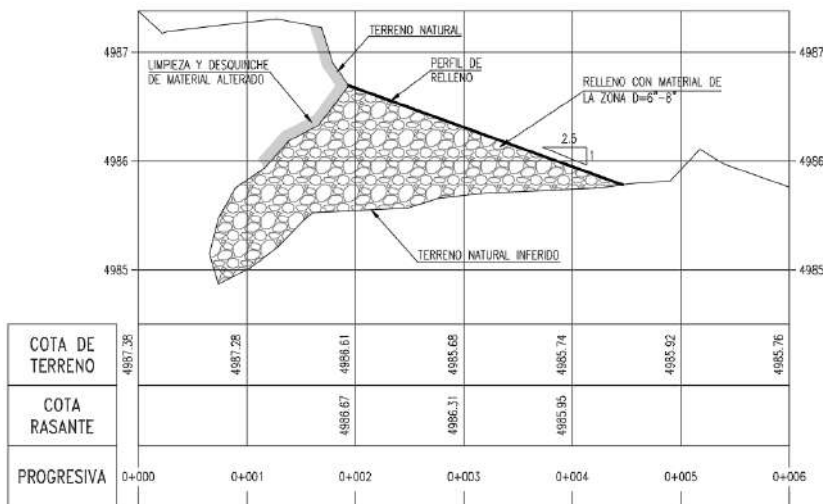 4987
4987
TERRENO NATURAL
LIMPIEZA Y DESQUINCHE
DE MATERIAL ALTERADO
PERFIL DE
RELLENO
RELLENO CON MATERIAL DE
LA ZONA D=6"-8"
2.5
1
4986
4986
TERRENO NATURAL INFERIDO
4985
4985
COTA DE
TERRENO
4987.38
4987.28
4986.61
4985.68
4985.74
4985.92
4985.76
COTA
RASANTE
4986.67
4986.31
4985.95
PROGRESIVA
0+000
0+001
0+002
0+003
0+004
0+005
0+006